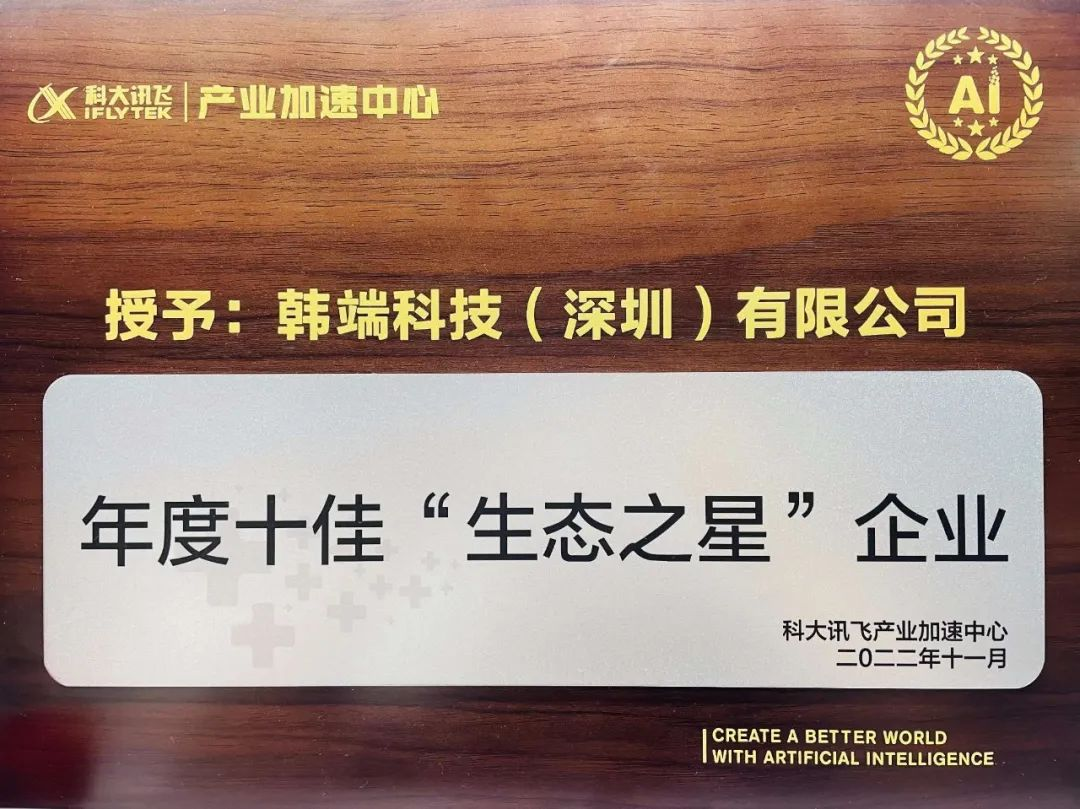 科大讯飞
IFLYTEK
产业加速中心
AI
授予：韩端科技（深圳）有限公司
年度十佳“生态之星”企业
科大讯飞产业加速中心
二0二二年十一月
CREATE A BETTER WORLD
WITH ARTIFICIAL INTELLIGENCE